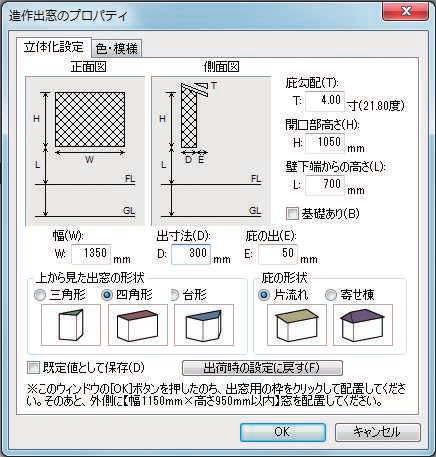 造作出窓のプロパティ
立体化設定 色・模様
正面図 側面図
H W L FL GL
T H D E L FL GL
庇勾配(T):
T: 4.00 寸(21.80度)
開口部高さ(H):
H: 1050 mm
壁下端からの高さ(L):
L: 700 mm
基礎あり(B)
幅(W): 出寸法(D): 庇の出(E):
W: 1350 mm D: 300 mm E: 50 mm
上から見た出窓の形状 庇の形状
三角形 四角形 台形 片流れ 寄せ棟
既定値として保存(D) 出荷時の設定に戻す(F)
※このウィンドウの[OK]ボタンを押したのち、出窓用の枠をクリックして配置してくださ
い。そのあと、外側に【幅1150mm×高さ950mm以内】窓を配置してください。
OK キャンセル